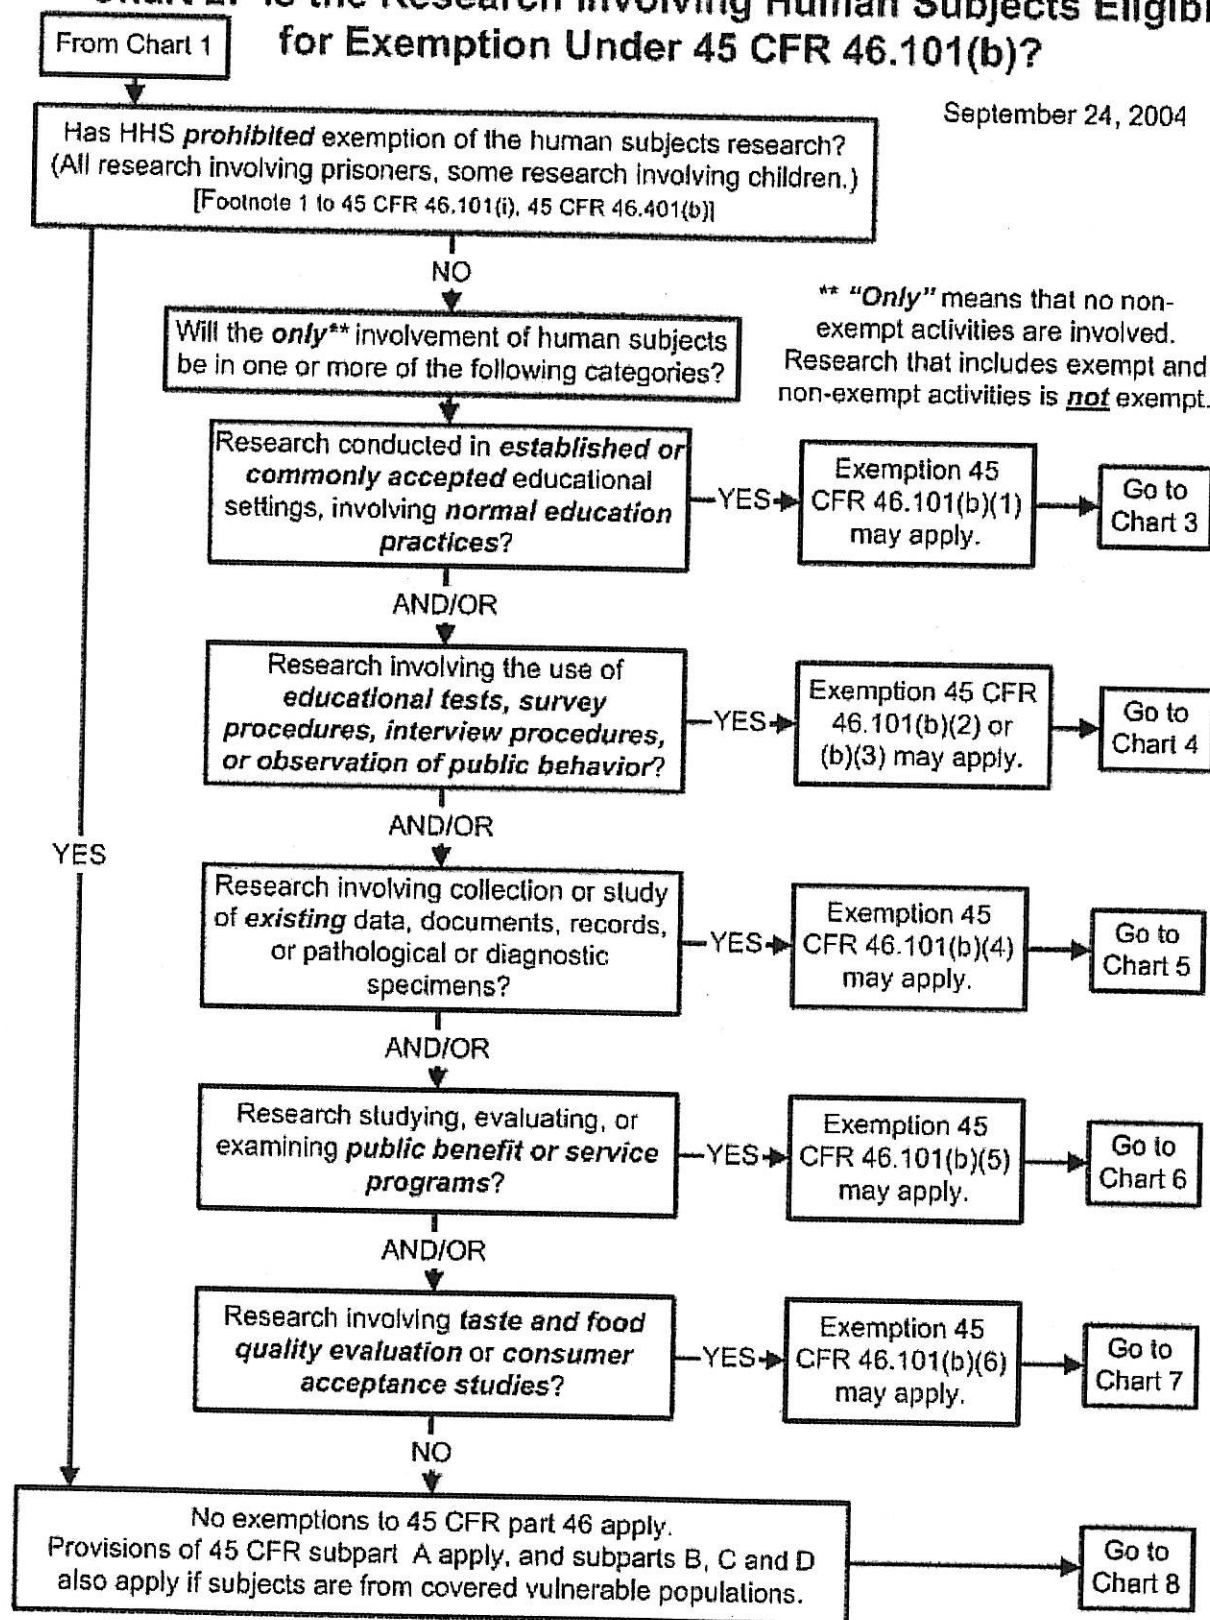 Is the Research Involving Human Subjects
for Exemption Under 45 CFR 46.101(b)?
From Chart 1
September 24, 2004
Has HHS prohibited exemption of the human subjects research?
(All research involving prisoners, some research involving children.)
[Footnote 1 to 45 CFR 46.101(i), 45 CFR 46.401(b)]
NO
** "Only" means that no non-
exempt activities are involved.
Research that includes exempt and
non-exempt activities is not exempt.
Will the only** involvement of human subjects
be in one or more of the following categories?
Research conducted in established or
commonly accepted educational
settings, involving normal education
practices?
YES
Exemption 45
CFR 46.101(b)(1)
may apply.
Go to
Chart 3
AND/OR
Research involving the use of
educational tests, survey
procedures, interview procedures,
or observation of public behavior?
YES
Exemption 45 CFR
46.101(b)(2) or
(b)(3) may apply.
Go to
Chart 4
AND/OR
YES
Research involving collection or study
of existing data, documents, records,
or pathological or diagnostic
specimens?
YES
Exemption 45
CFR 46.101(b)(4)
may apply.
Go to
Chart 5
AND/OR
Research studying, evaluating, or
examining public benefit or service
programs?
YES
Exemption 45
CFR 46.101(b)(5)
may apply.
Go to
Chart 6
AND/OR
Research involving taste and food
quality evaluation or consumer
acceptance studies?
YES
Exemption 45
CFR 46.101(b)(6)
may apply.
Go to
Chart 7
NO
No exemptions to 45 CFR part 46 apply.
Provisions of 45 CFR subpart A apply, and subparts B, C and D
also apply if subjects are from covered vulnerable populations.
Go to
Chart 8